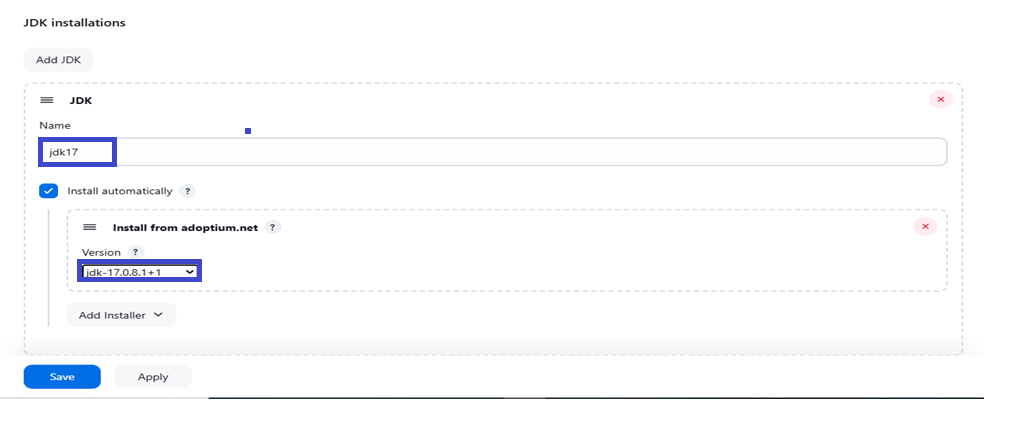 JDK installations
Add JDK
JDK
Name
jdk17
Install automatically ?
Install from adoptium.net ?
Version ?
jdk-17.0.8.1+1
Add Installer
Save Apply